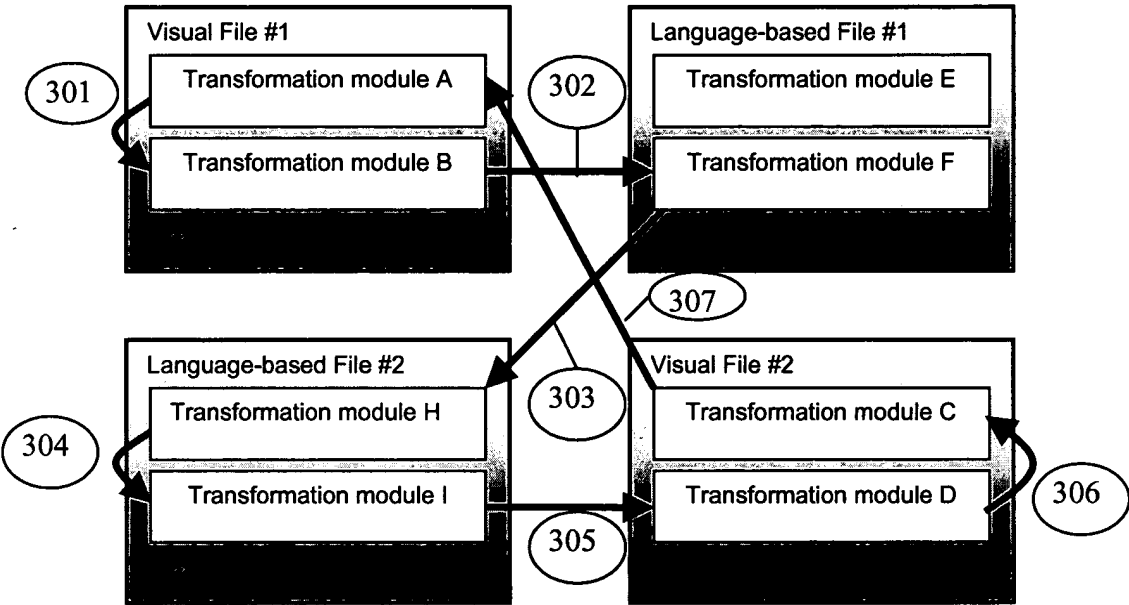 Visual File #1
Transformation module A
Transformation module B
301
302
Language-based File #1
Transformation module E
Transformation module F
307
303
Language-based File #2
Transformation module H
Transformation module I
304
305
Visual File #2
Transformation module C
Transformation module D
306